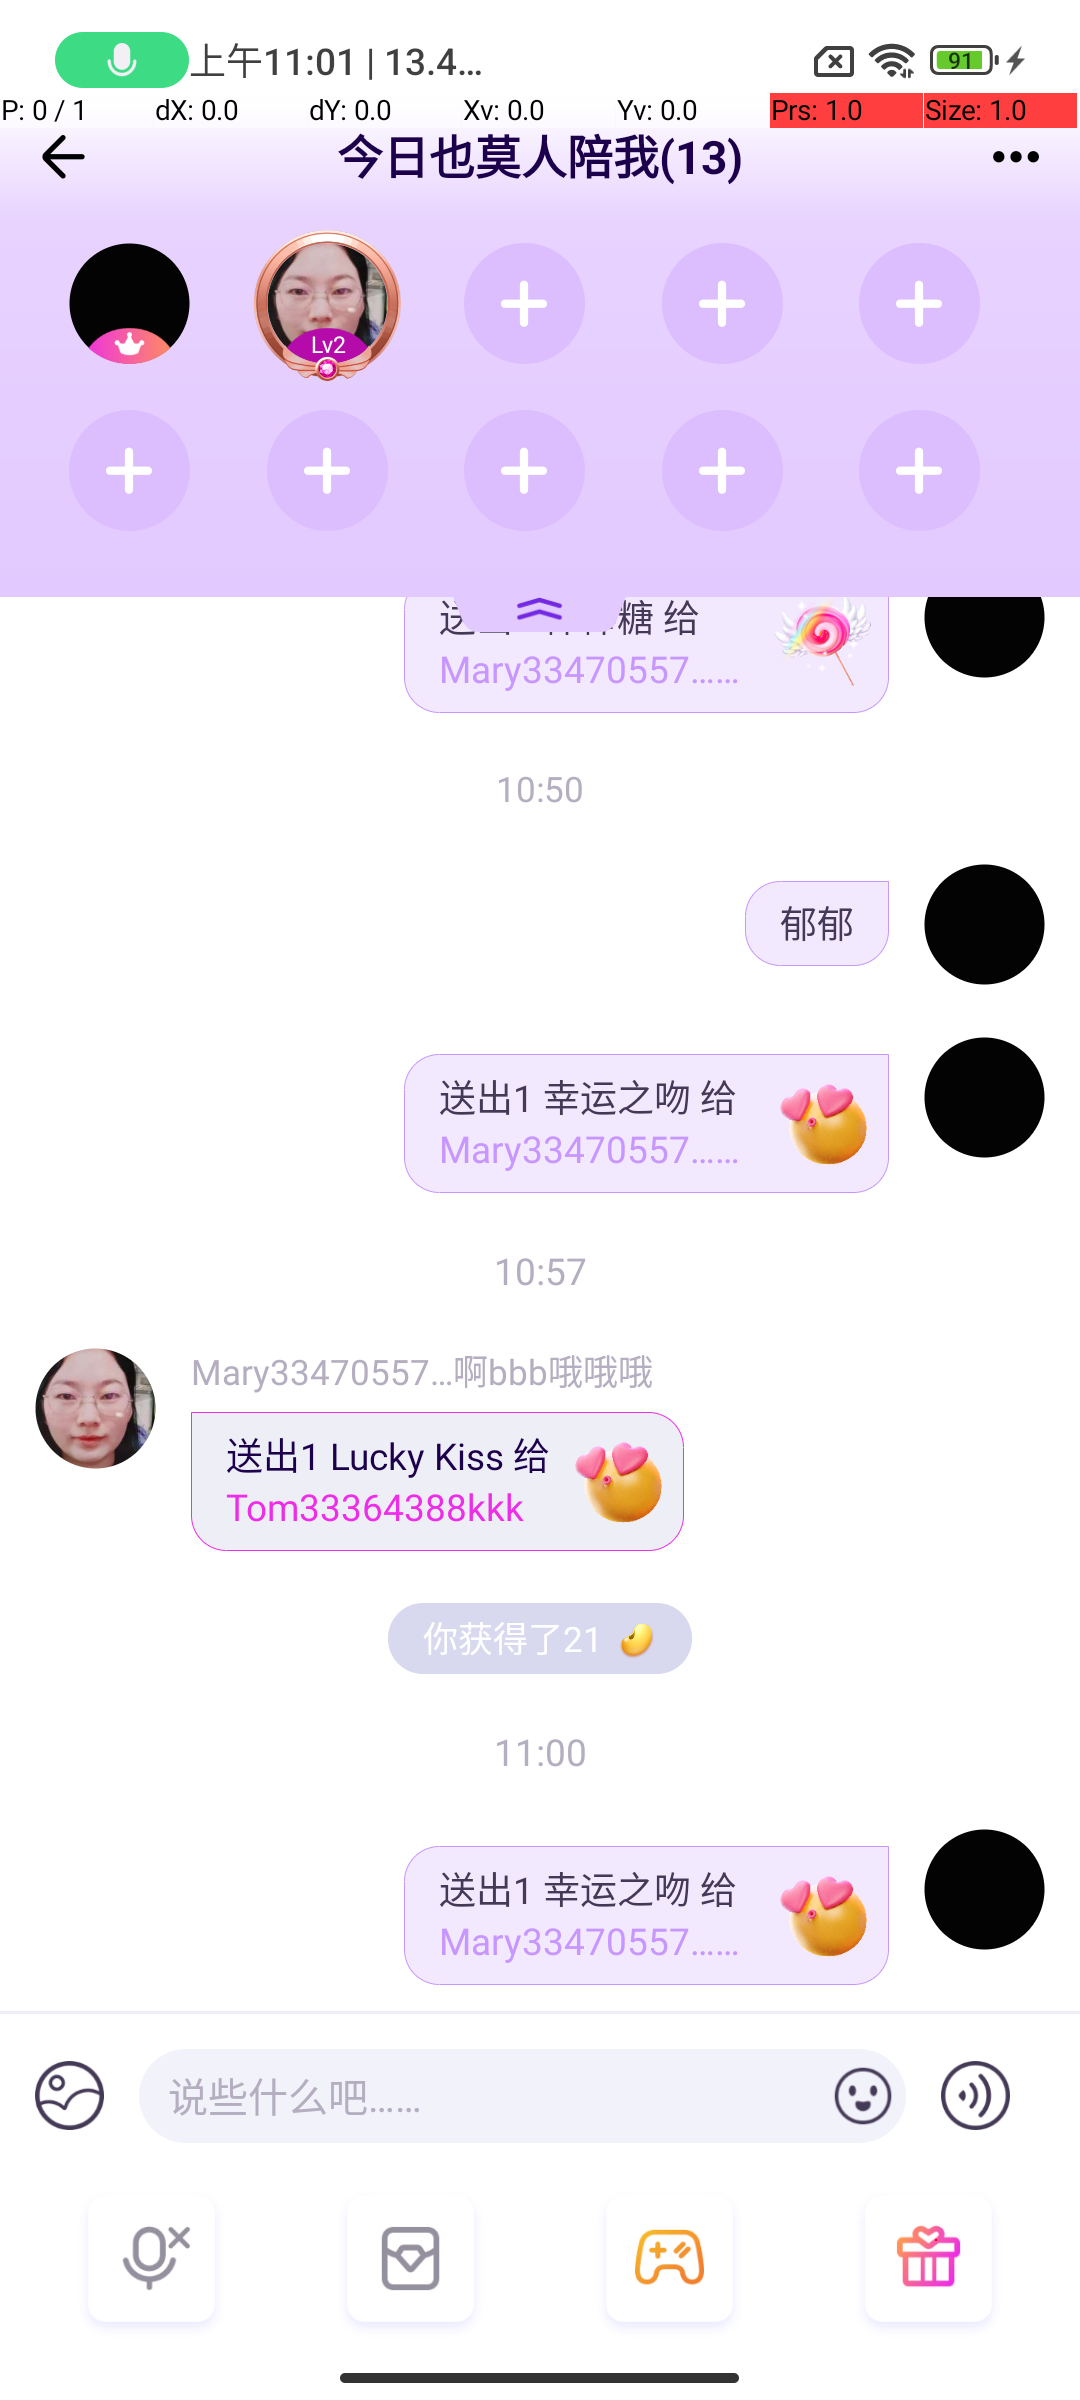 上午11:01 | 13.4...
91
P: 0 / 1 dX: 0.0 dY: 0.0 Xv: 0.0 Yv: 0.0 Prs: 1.0 Size: 1.0
今日也莫人陪我(13)
Lv2
糖 给
Mary33470557......
10:50
郁郁
送出1 幸运之吻 给
Mary33470557......
10:57
Mary33470557...啊bbb哦哦哦
送出1 Lucky Kiss 给
Tom33364388kkk
你获得了21
11:00
送出1 幸运之吻 给
Mary33470557......
说些什么吧......